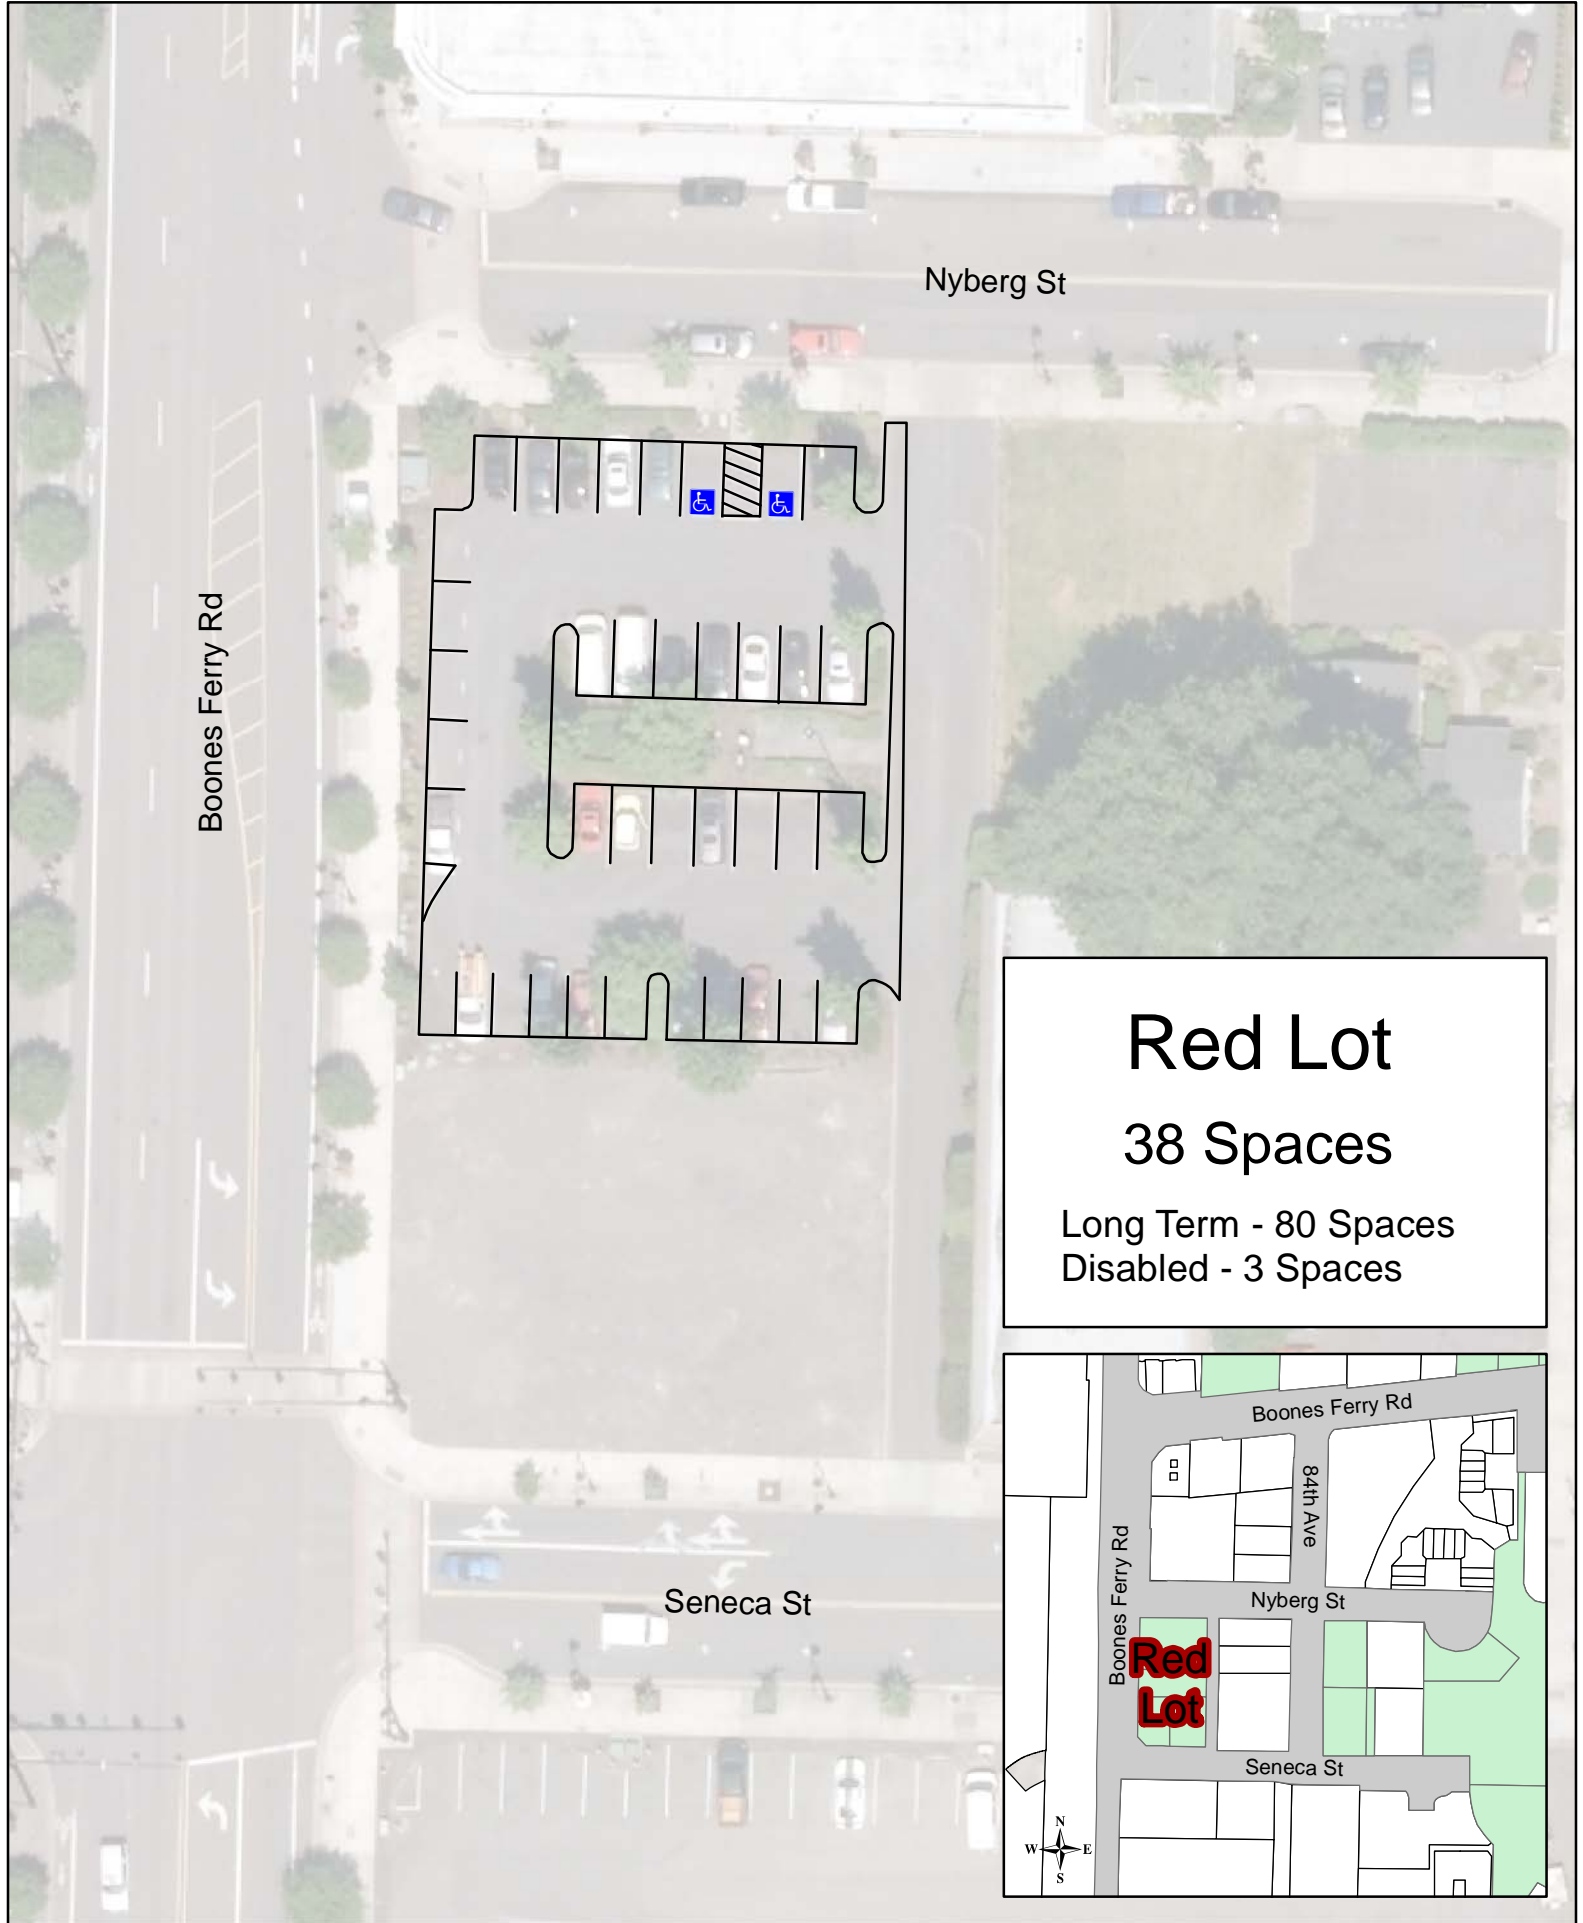 Nyberg St
Boones Ferry Rd
Red Lot
38 Spaces
Long Term - 80 Spaces
Disabled - 3 Spaces
Seneca St
Boones Ferry Rd
84th Ave
Boones Ferry Rd
Nyberg St
Red
Lot
Seneca St
N
W E
S